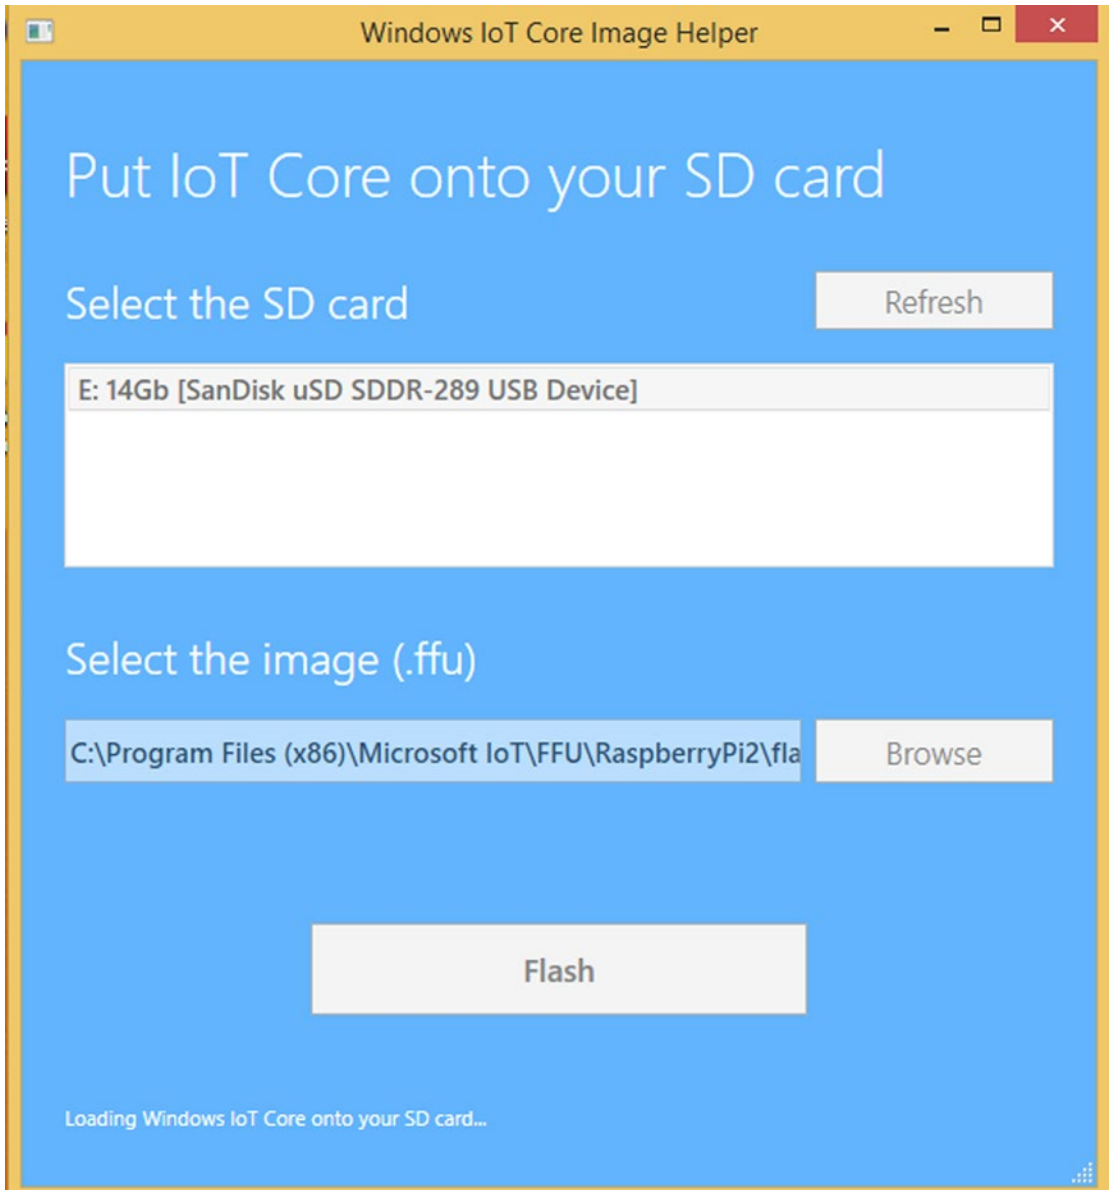 Windows IoT Core Image Helper
Put IoT Core onto your SD card
Select the SD card
Refresh
E: 14Gb [SanDisk uSD SDDR-289 USB Device]
Select the image (.ffu)
C:\Program Files (x86)\Microsoft IoT\FFU\RaspberryPi2\fla
Browse
Flash
Loading Windows IoT Core onto your SD card...